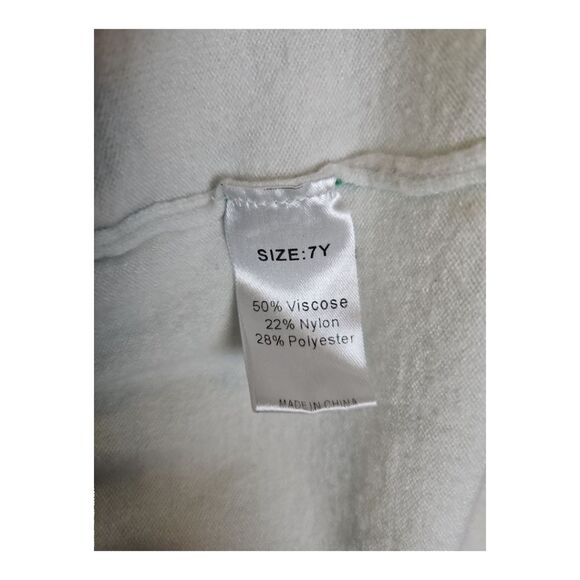 SIZE:7Y
50% Viscose
22% Nylon
28% Polyester
MADE IN CHINA